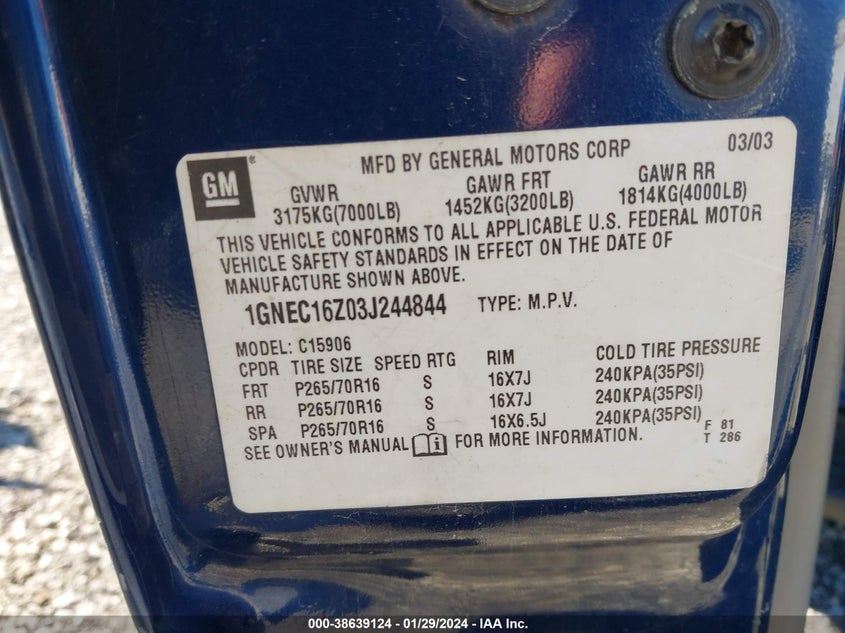 GM®
MFD BY GENERAL MOTORS CORP 03/03
GVWR GAWR FRT GAWR RR
3175KG(7000LB) 1452KG(3200LB) 1814KG(4000LB)
THIS VEHICLE CONFORMS TO ALL APPLICABLE U.S. FEDERAL MOTOR
VEHICLE SAFETY STANDARDS IN EFFECT ON THE DATE OF
MANUFACTURE SHOWN ABOVE.
1GNEC16Z03J244844 TYPE: M.P.V.
MODEL: C15906
CPDR TIRE SIZE SPEED RTG RIM COLD TIRE PRESSURE
FRT P265/70R16 S 16X7J 240KPA(35PSI)
RR P265/70R16 S 16X7J 240KPA(35PSI)
SPA P265/70R16 S 16X6.5J 240KPA(35PSI)
SEE OWNER'S MANUAL i FOR MORE INFORMATION.
F 81
T 286
000-38639124 - 01/29/2024 - IAA Inc.